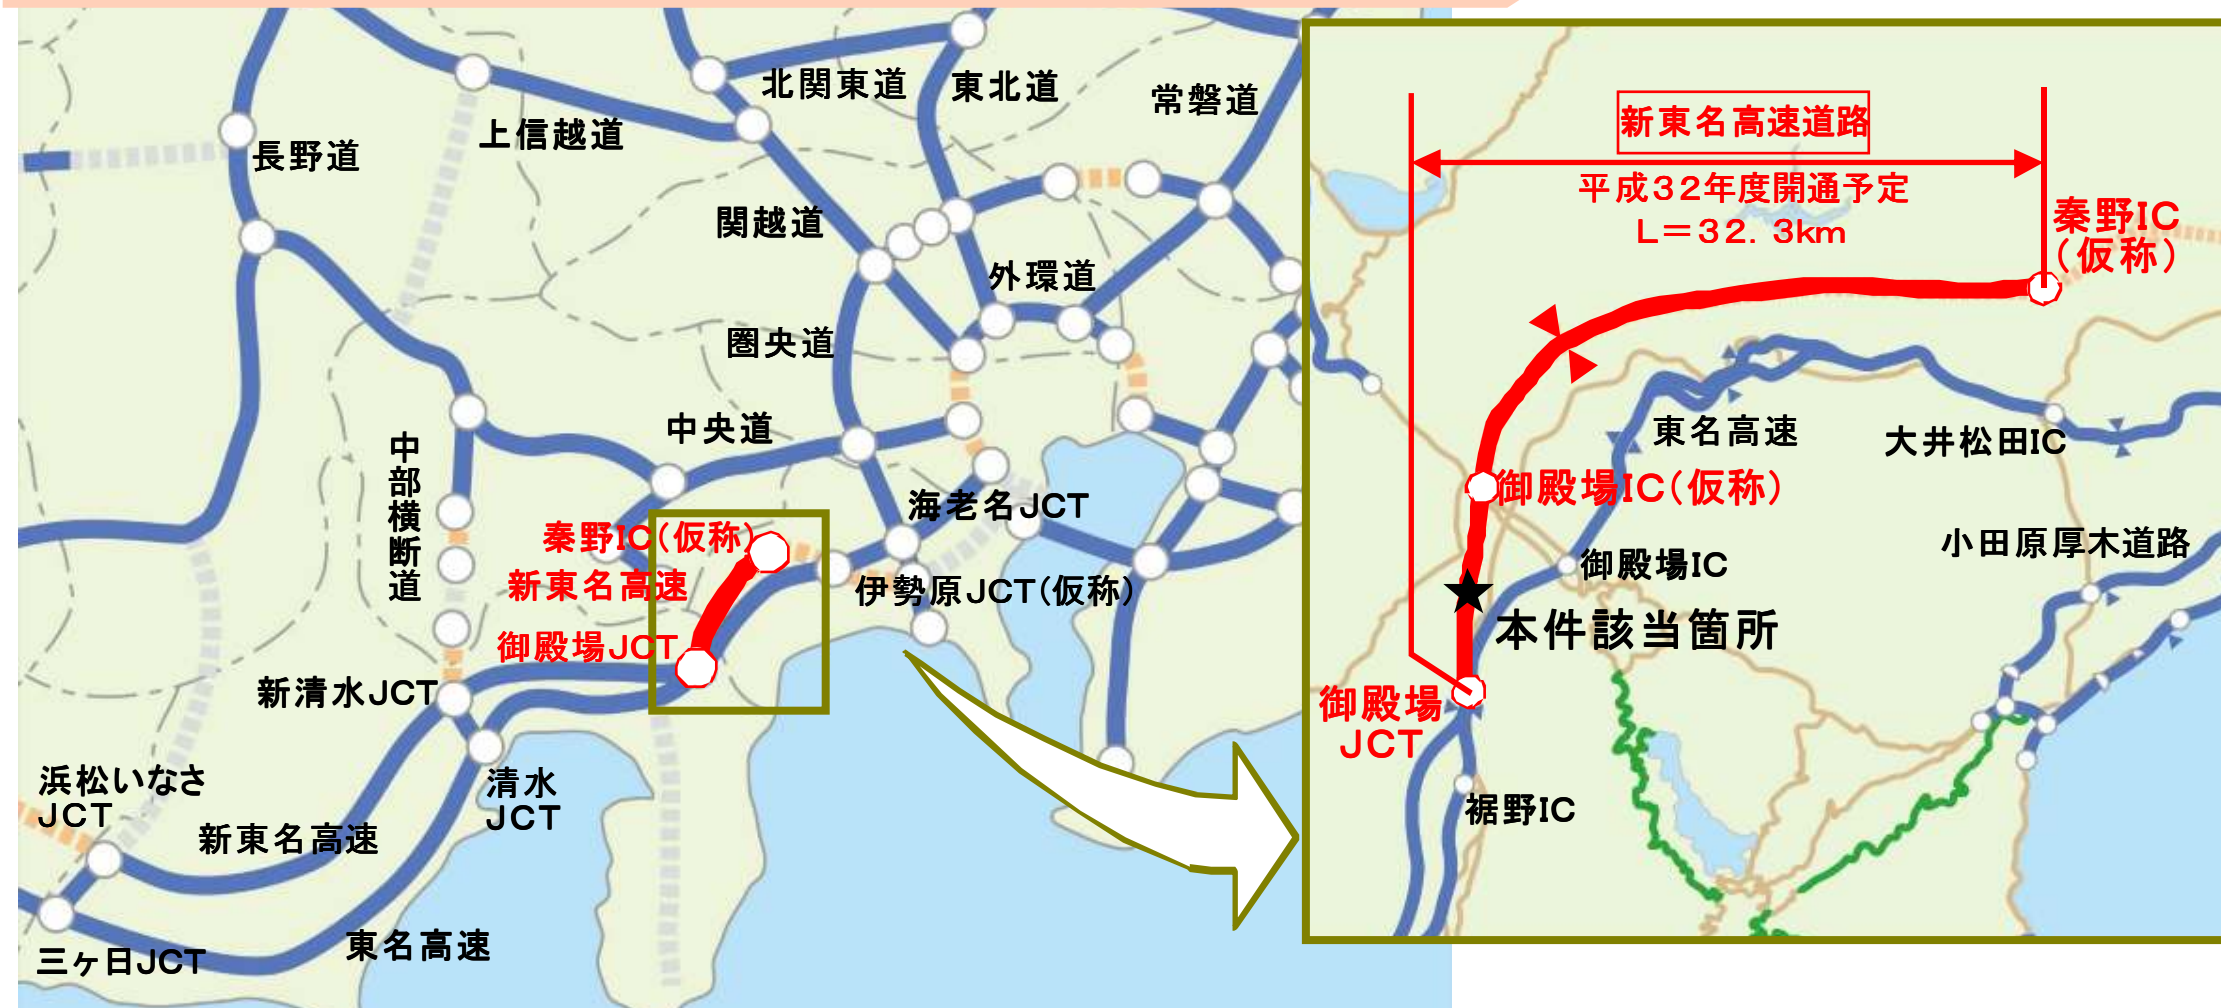 北関東道
東北道
常磐道
上信越道
長野道
関越道
外環道
圏央道
中央道
中部横断道
海老名JCT
秦野IC(仮称)
新東名高速
伊勢原JCT(仮称)
御殿場JCT
新清水JCT
浜松いなさ
JCT
清水
JCT
新東名高速
東名高速
三ヶ日JCT
新東名高速道路
平成32年度開通予定
L=32. 3km
秦野IC
(仮称)
東名高速
大井松田IC
御殿場IC(仮称)
御殿場IC
小田原厚木道路
本件該当箇所
御殿場
JCT
裾野IC